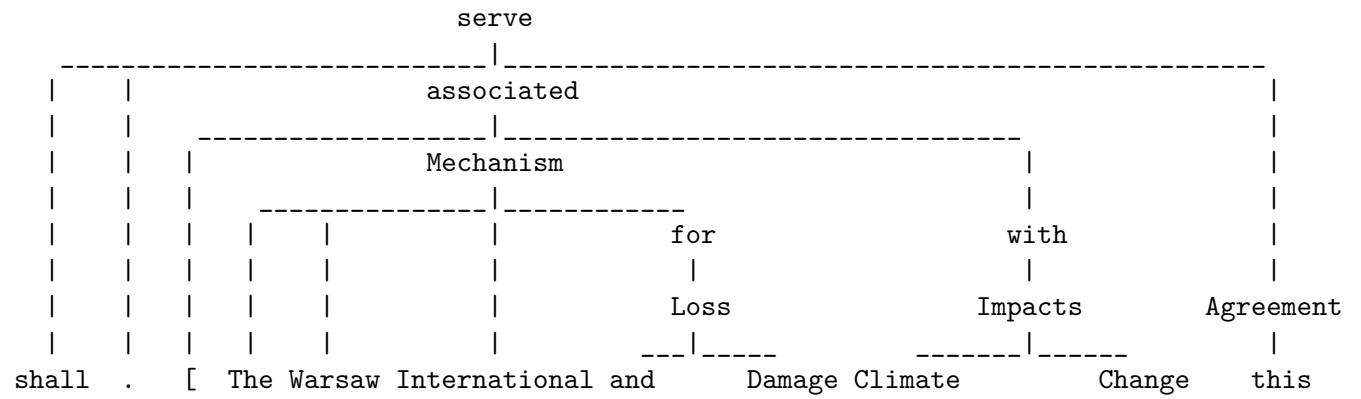 serve
associated
Mechanism
for with
Loss Impacts Agreement
shall . [ The Warsaw International and Damage Climate Change this